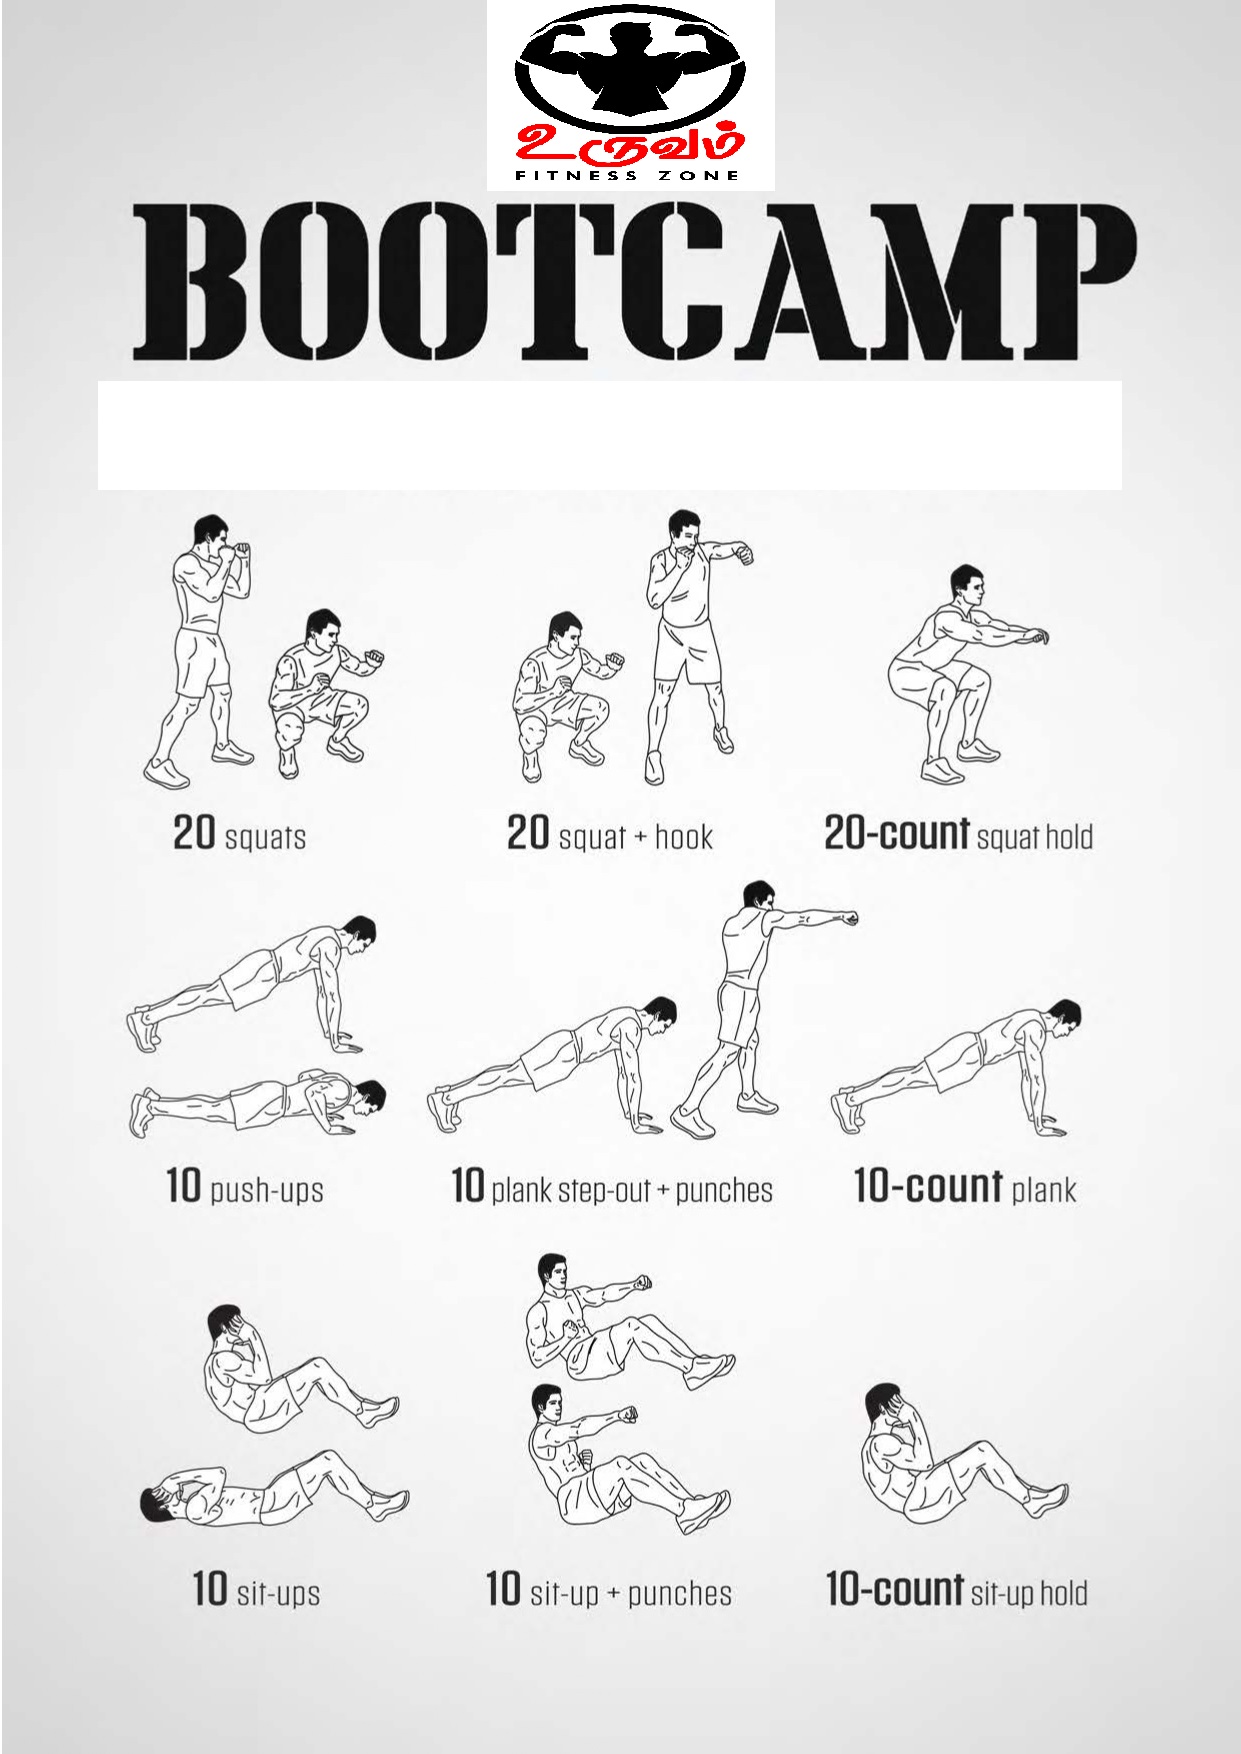 உருவம்
FITNESS ZONE
BOOTCAMP
20 squats
20 squat + hook
20-count squat hold
10 push-ups
10 plank step-out + punches
10-count plank
10 sit-ups
10 sit-up + punches
10-count sit-up hold